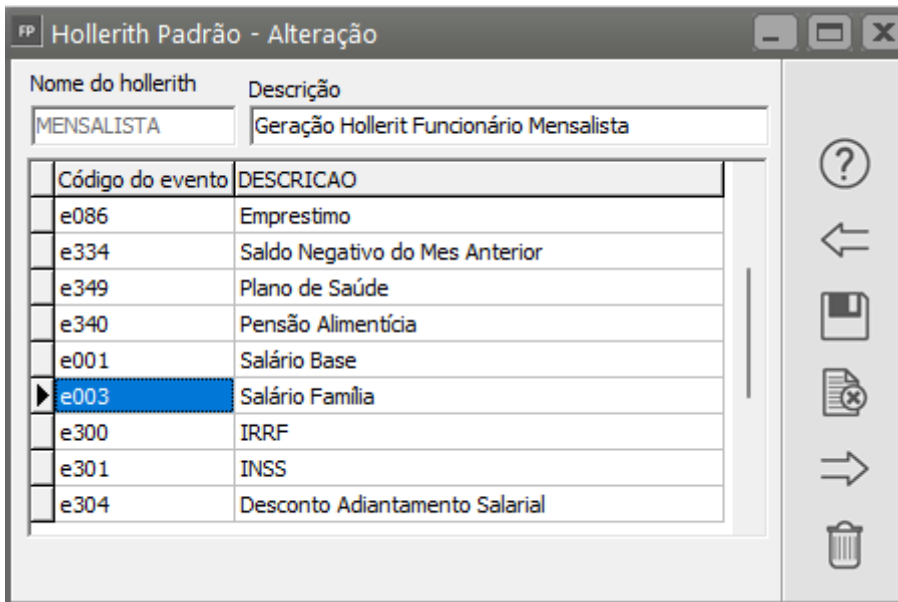 FP Hollerith Padrão - Alteração
Nome do hollerith Descrição
MENSALISTA Geração Hollerit Funcionário Mensalista
Código do evento DESCRICAO
e086 Emprestimo
e334 Saldo Negativo do Mes Anterior
e349 Plano de Saúde
e340 Pensão Alimentícia
e001 Salário Base
e003 Salário Família
e300 IRRF
e301 INSS
e304 Desconto Adiantamento Salarial